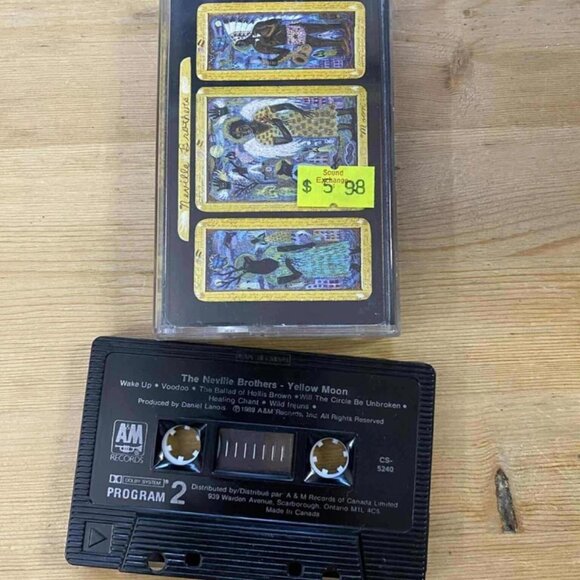 Neville Brothers
Sound
Exchange
$ 5 98
The Neville Brothers - Yellow Moon
Wake Up • Voodoo • The Ballad of Hollis Brown • Will The Circle Be Unbroken •
Healing Chant • Wild Injuns •
Produced by Daniel Lanois Ⓟ1989 A&M Records, Inc. All Rights Reserved
A&M
RECORDS
CS-
5240
DOLBY SYSTEM
PROGRAM 2
Distributed by/Distribué par: A & M Records of Canada Limited
939 Warden Avenue, Scarborough, Ontario M1L 4C5
Made In Canada